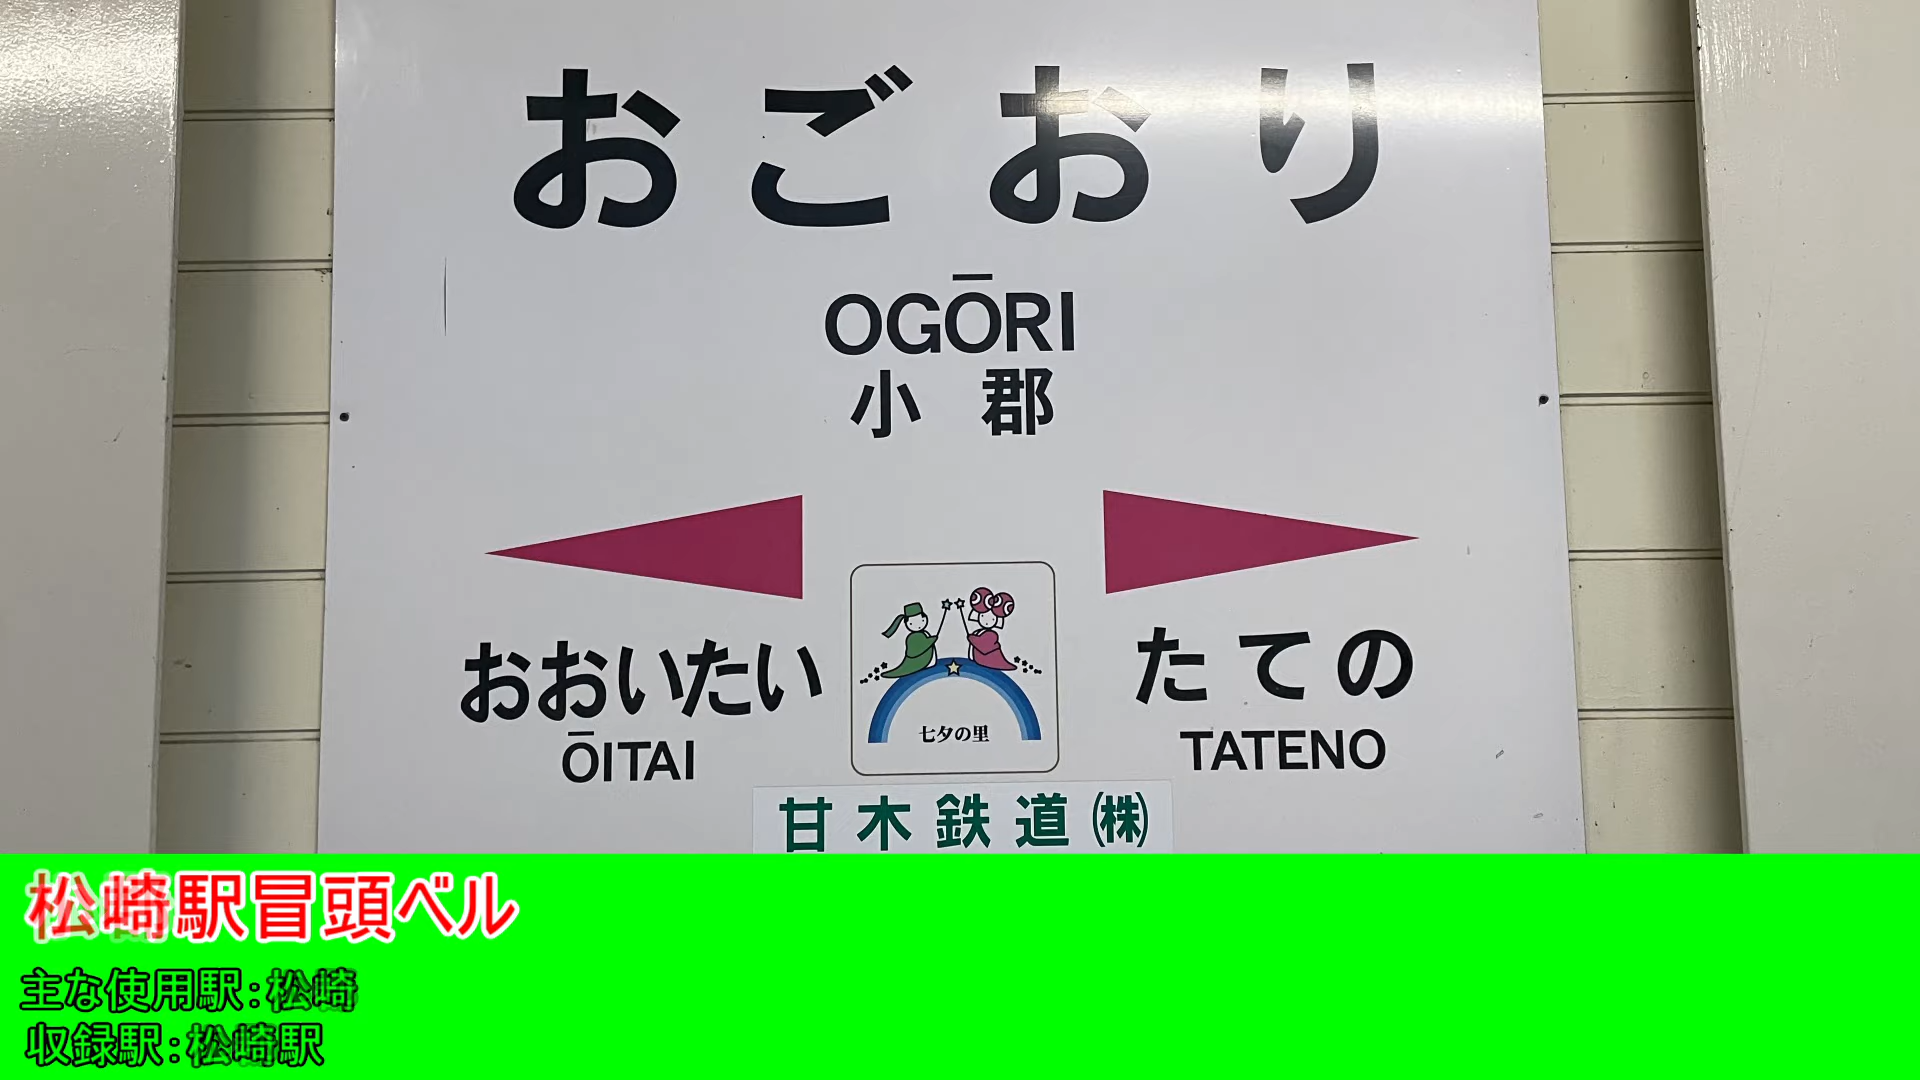 おごおり
OGŌRI
小郡
おおいたい
ŌITAI
七夕の里
たての
TATENO
甘木鉄道㈱
松崎駅冒頭ベル
主な使用駅：松崎
収録駅：松崎駅